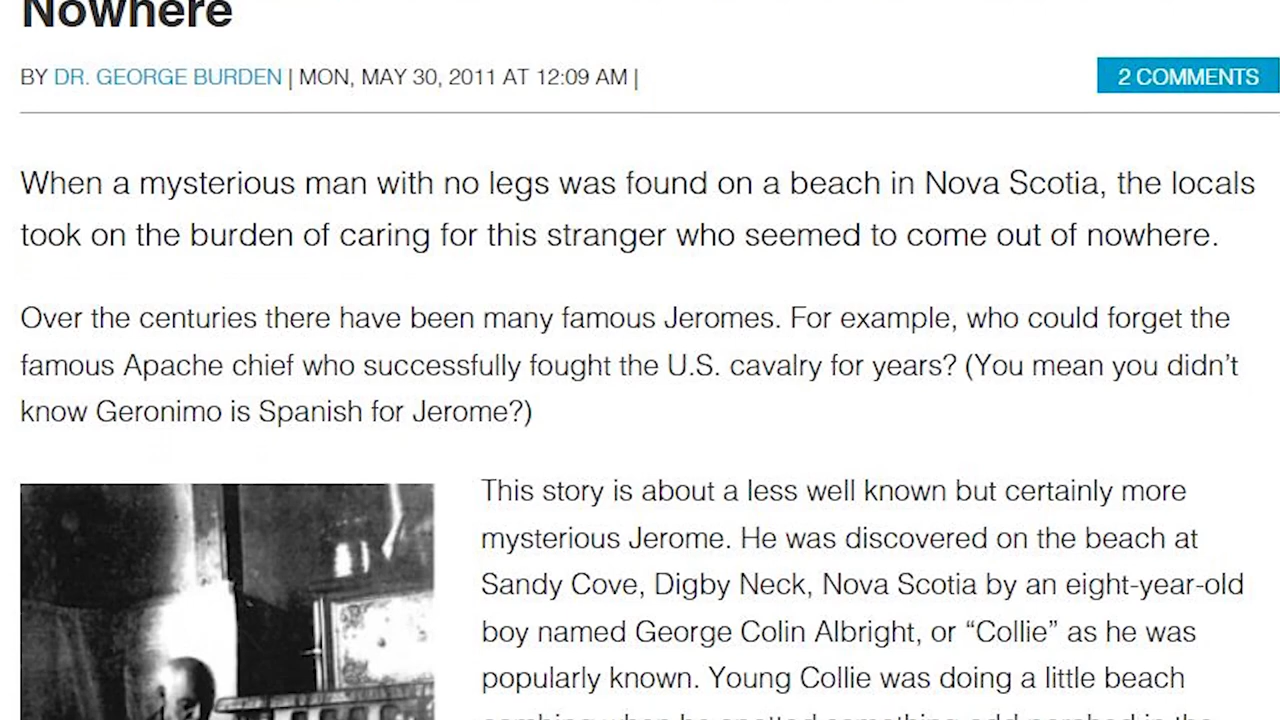 Nowhere
BY DR. GEORGE BURDEN | MON, MAY 30, 2011 AT 12:09 AM |
2 COMMENTS
When a mysterious man with no legs was found on a beach in Nova Scotia, the locals
took on the burden of caring for this stranger who seemed to come out of nowhere.
Over the centuries there have been many famous Jeromes. For example, who could forget the
famous Apache chief who successfully fought the U.S. cavalry for years? (You mean you didn't
know Geronimo is Spanish for Jerome?)
This story is about a less well known but certainly more
mysterious Jerome. He was discovered on the beach at
Sandy Cove, Digby Neck, Nova Scotia by an eight-year-old
boy named George Colin Albright, or “Collie” as he was
popularly known. Young Collie was doing a little beach